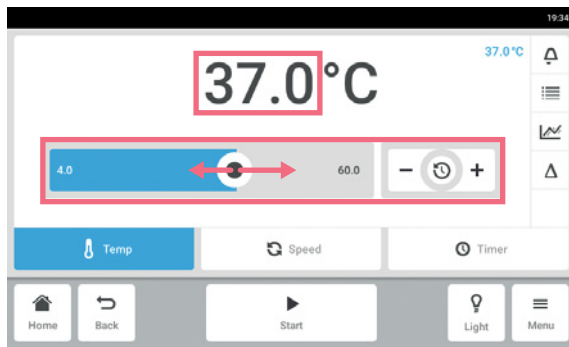 19:34
37.0°C
37.0°C
4.0
60.0
− +
Temp
Speed
Timer
Home
Back
Start
Light
Menu